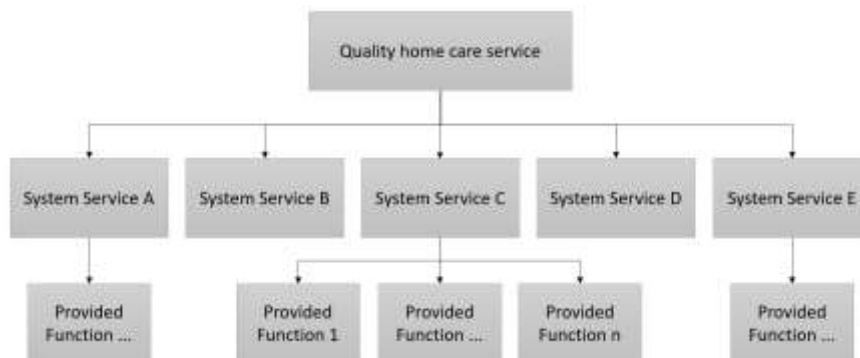 Quality home care service
System Service A
System Service B
System Service C
System Service D
System Service E
Provided
Function ...
Provided
Function 1
Provided
Function ...
Provided
Function n
Provided
Function ...